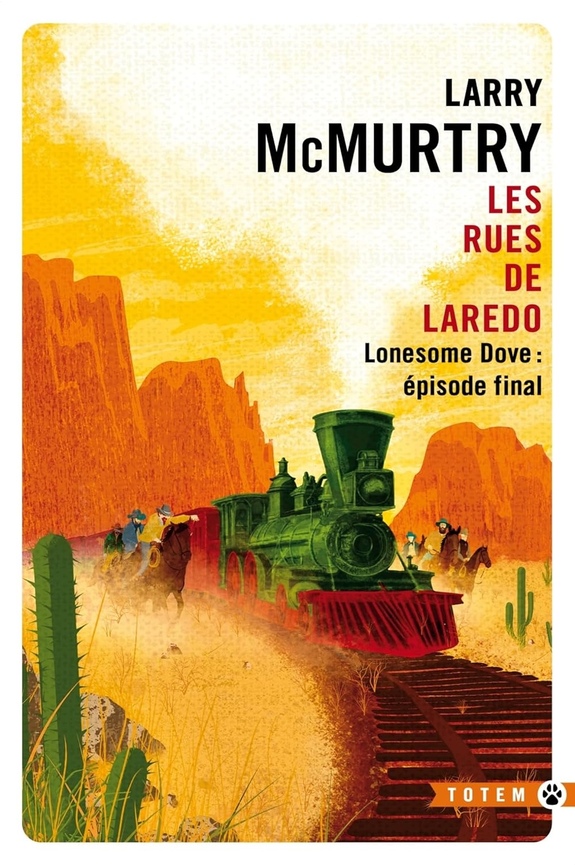 LARRY
McMURTRY
LES
RUES
DE
LAREDO
Lonesome Dove :
épisode final
TOTEM